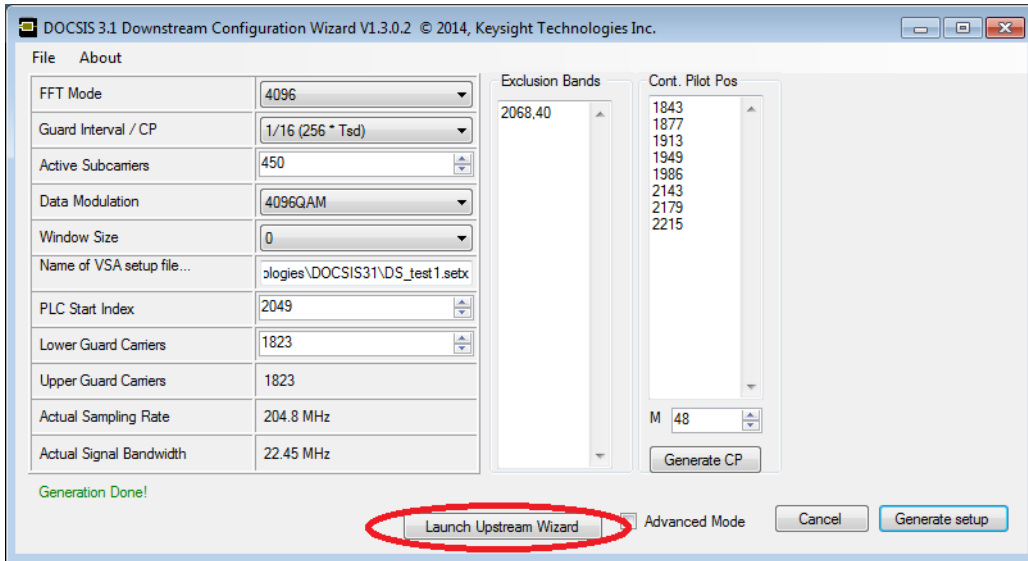 DOCSIS 3.1 Downstream Configuration Wizard V1.3.0.2 © 2014, Keysight Technologies Inc.
File About
FFT Mode 4096
Guard Interval / CP 1/16 (256 * Tsd)
Active Subcarriers 450
Data Modulation 4096QAM
Window Size 0
Name of VSA setup file... ologies\DOCSIS31\DS_test1.setx
PLC Start Index 2049
Lower Guard Carriers 1823
Upper Guard Carriers 1823
Actual Sampling Rate 204.8 MHz
Actual Signal Bandwidth 22.45 MHz
Exclusion Bands
2068,40
Cont. Pilot Pos
1843
1877
1913
1949
1986
2143
2179
2215
M 48
Generate CP
Generation Done!
Launch Upstream Wizard
Advanced Mode
Cancel
Generate setup